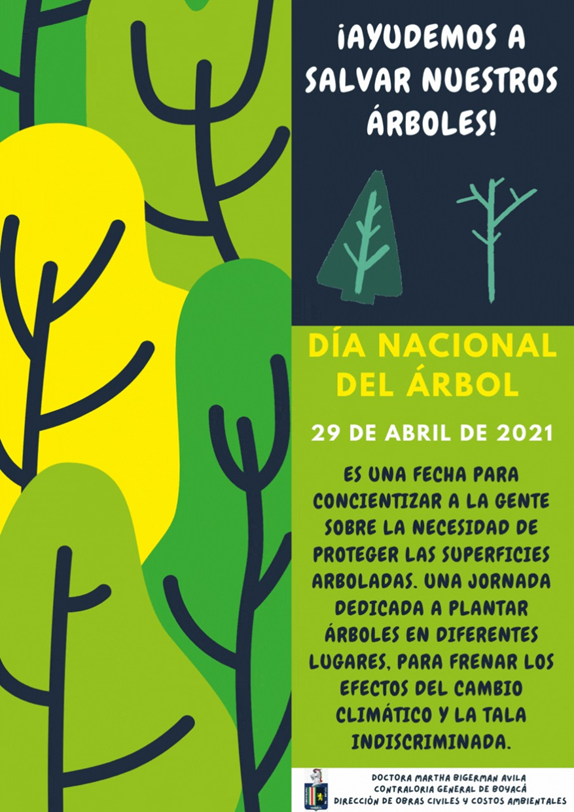 ¡AYUDEMOS A
SALVAR NUESTROS
ÁRBOLES!
DÍA NACIONAL
DEL ÁRBOL
29 DE ABRIL DE 2021
ES UNA FECHA PARA
CONCIENTIZAR A LA GENTE
SOBRE LA NECESIDAD DE
PROTEGER LAS SUPERFICIES
ARBOLADAS. UNA JORNADA
DEDICADA A PLANTAR
ÁRBOLES EN DIFERENTES
LUGARES, PARA FRENAR LOS
EFECTOS DEL CAMBIO
CLIMÁTICO Y LA TALA
INDISCRIMINADA.
DOCTORA MARTHA BIGERMAN AVILA
CONTRALORIA GENERAL DE BOYACÁ
DIRECCIÓN DE OBRAS CIVILES Y COSTOS AMBIENTALES